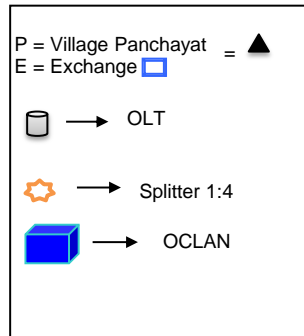 P = Village Panchayat =
E = Exchange
OLT
Splitter 1:4
OCLAN